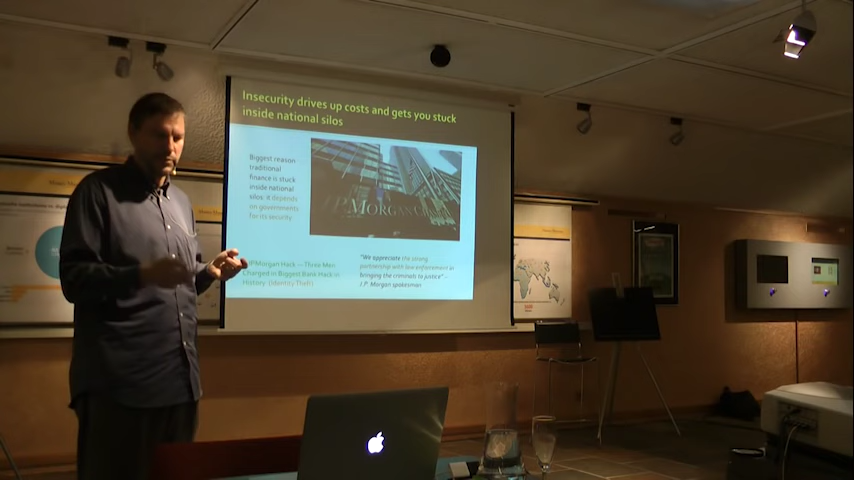 Insecurity drives up costs and gets you stuck
inside national silos
Biggest reason
traditional
finance is stuck
inside national
silos: it depends
on governments
for its security
J.P.MORGAN CHASE
JPMorgan Hack — Three Men
Charged in Biggest Bank Hack in
History (Identity Theft)
"We appreciate the strong
partnership with law enforcement in
bringing the criminals to justice" -
J.P. Morgan spokesman